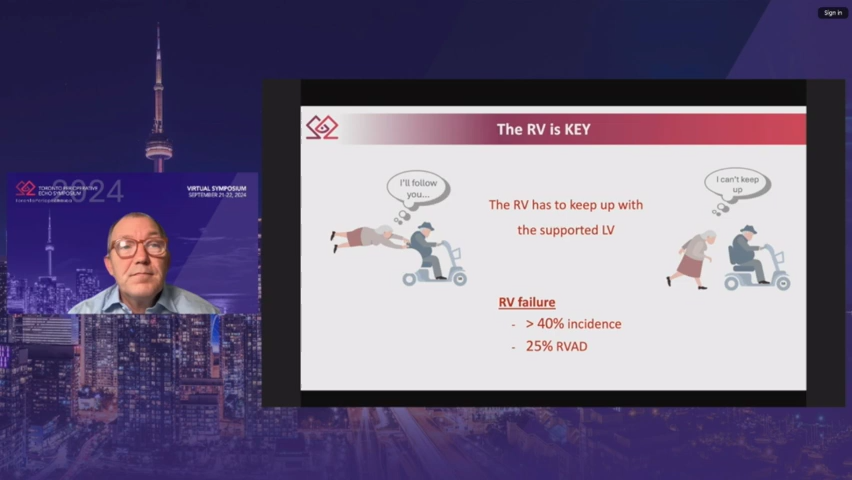 Sign in
The RV is KEY
I'll follow
you...
I can't keep
up
The RV has to keep up with
the supported LV
RV failure
- > 40% incidence
- 25% RVAD
TORONTO PERIOPERATIVE
ECHO SYMPOSIUM
2024
VIRTUAL SYMPOSIUM
SEPTEMBER 21-22, 2024